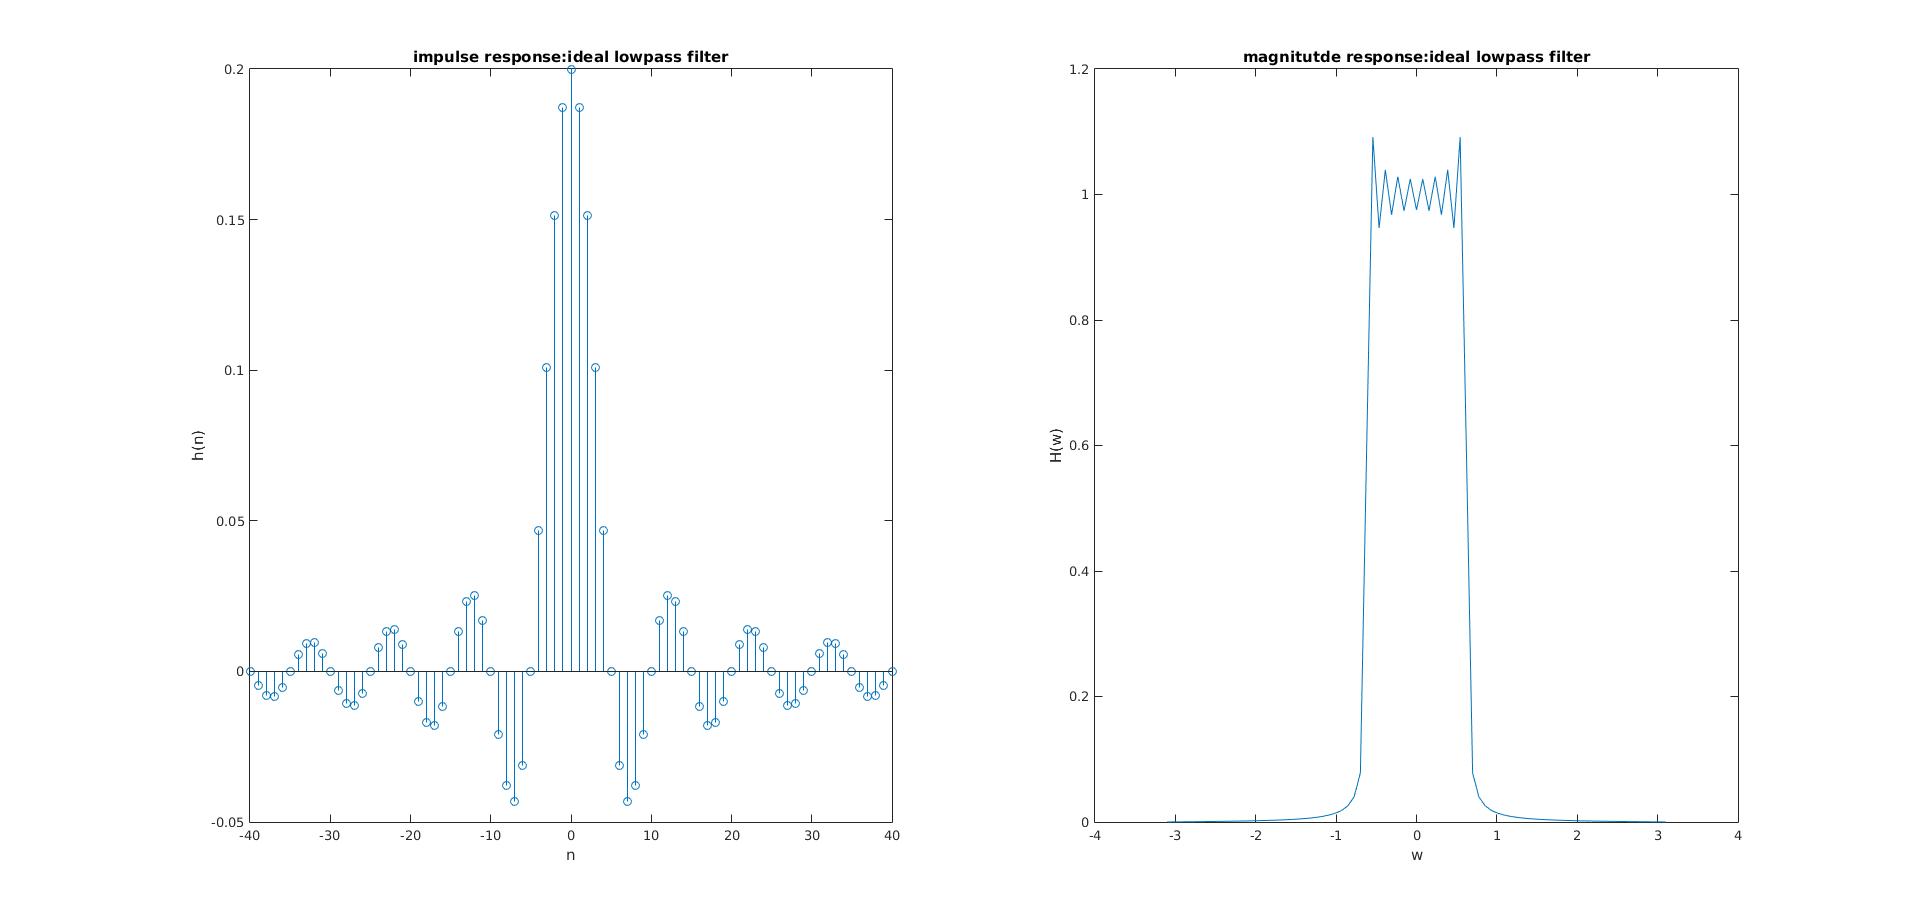 impulse response:ideal lowpass filter
0.2
0.15
0.1
0.05
0
-0.05
-40 -30 -20 -10 0 10 20 30 40
h(n)
n
magnitutde response:ideal lowpass filter
1.2
1
0.8
0.6
0.4
0.2
0
-4 -3 -2 -1 0 1 2 3 4
H(w)
w